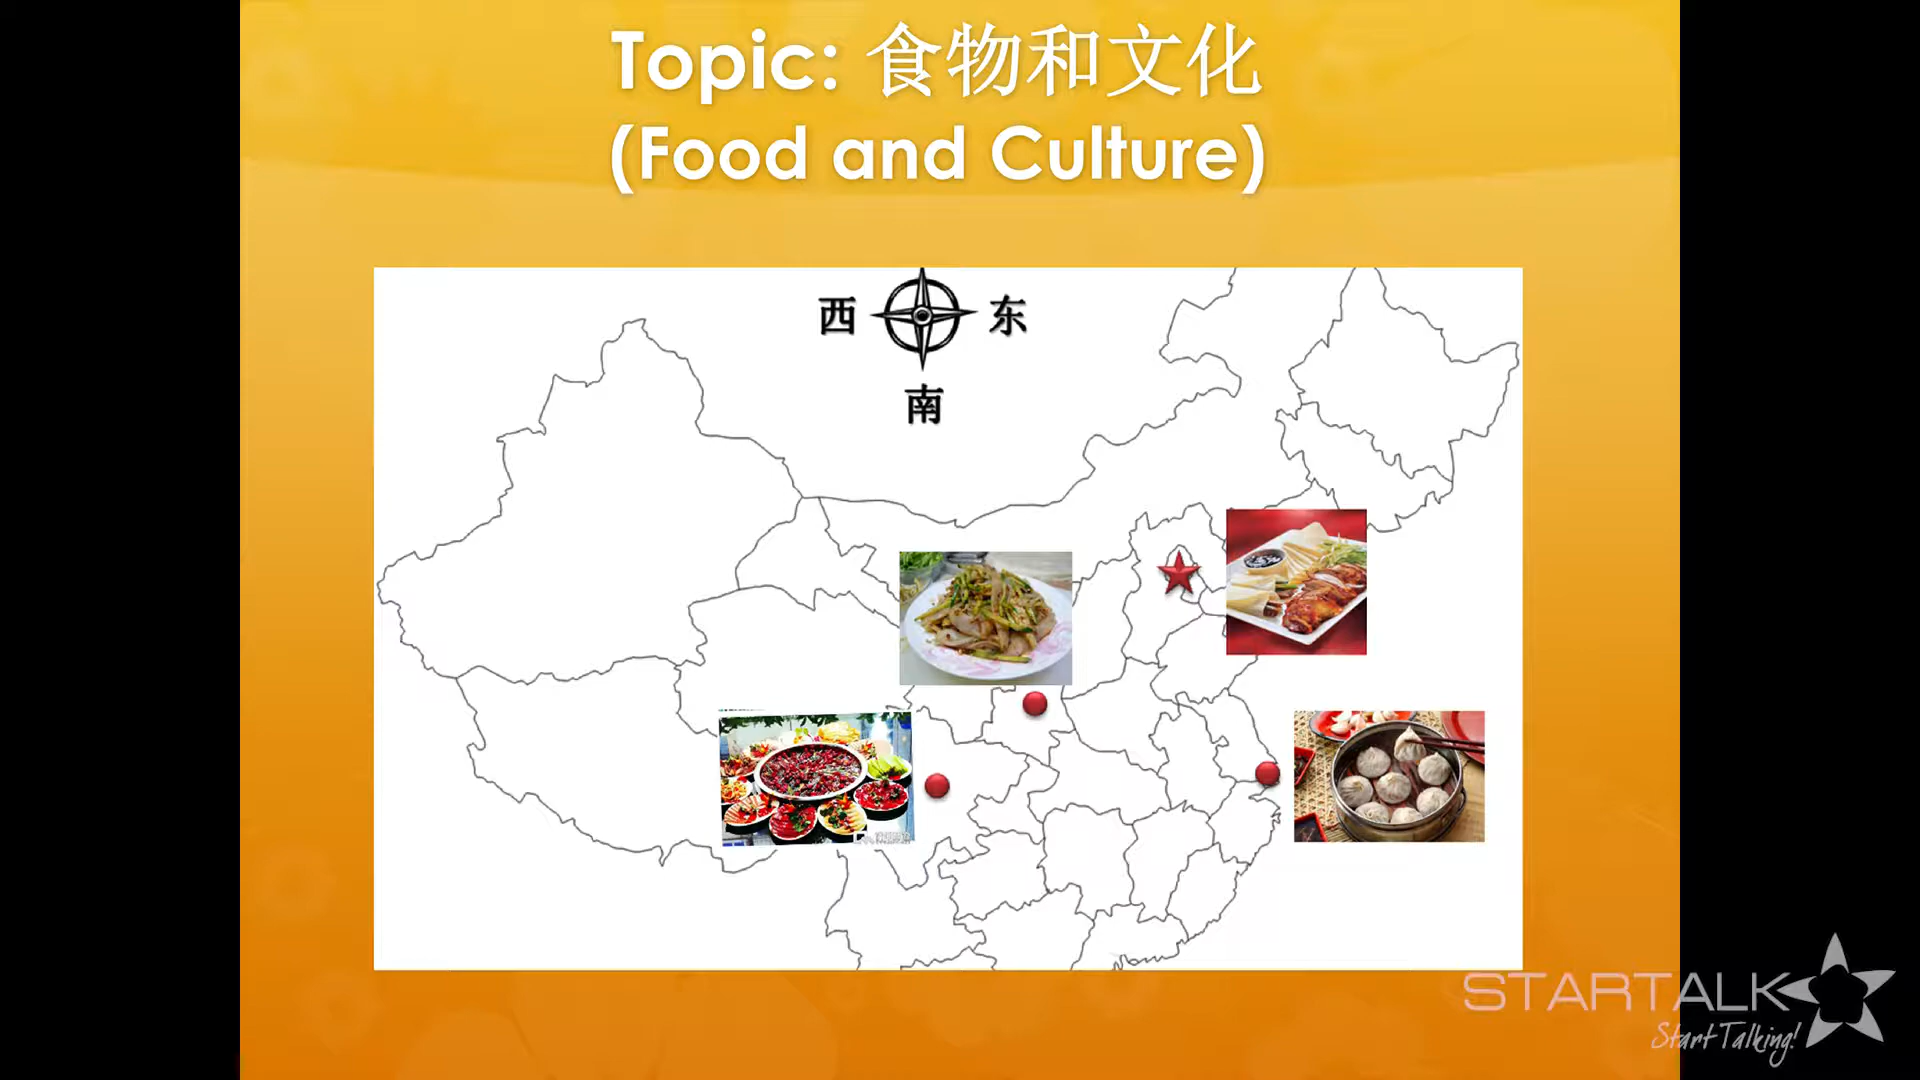 Topic: 食物和文化
(Food and Culture)
西 东
南
STARTALK
Start Talking!